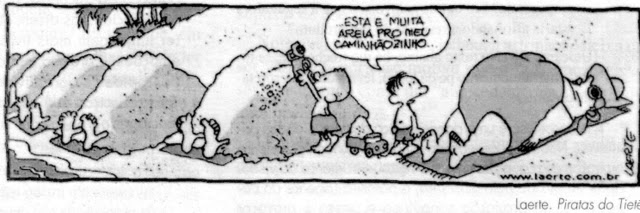 ESTA É MUITA
AREIA PRO MEU
CAMINHÃOZINHO...
www.laerte.com.br
LAERTE
Laerte. Piratas do Tietê